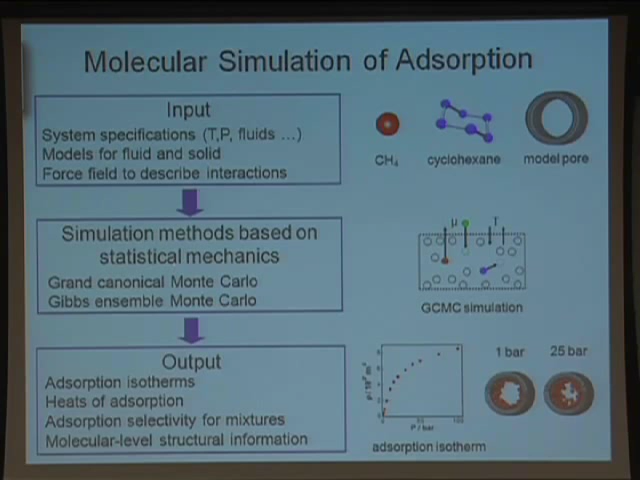 Molecular Simulation of Adsorption
Input
System specifications (T,P, fluids ...)
Models for fluid and solid
Force field to describe interactions
CH₄
cyclohexane
model pore
Simulation methods based on
statistical mechanics
Grand canonical Monte Carlo
Gibbs ensemble Monte Carlo
μ
T
GCMC simulation
Output
Adsorption isotherms
Heats of adsorption
Adsorption selectivity for mixtures
Molecular-level structural information
P / bar
adsorption isotherm
1 bar
25 bar